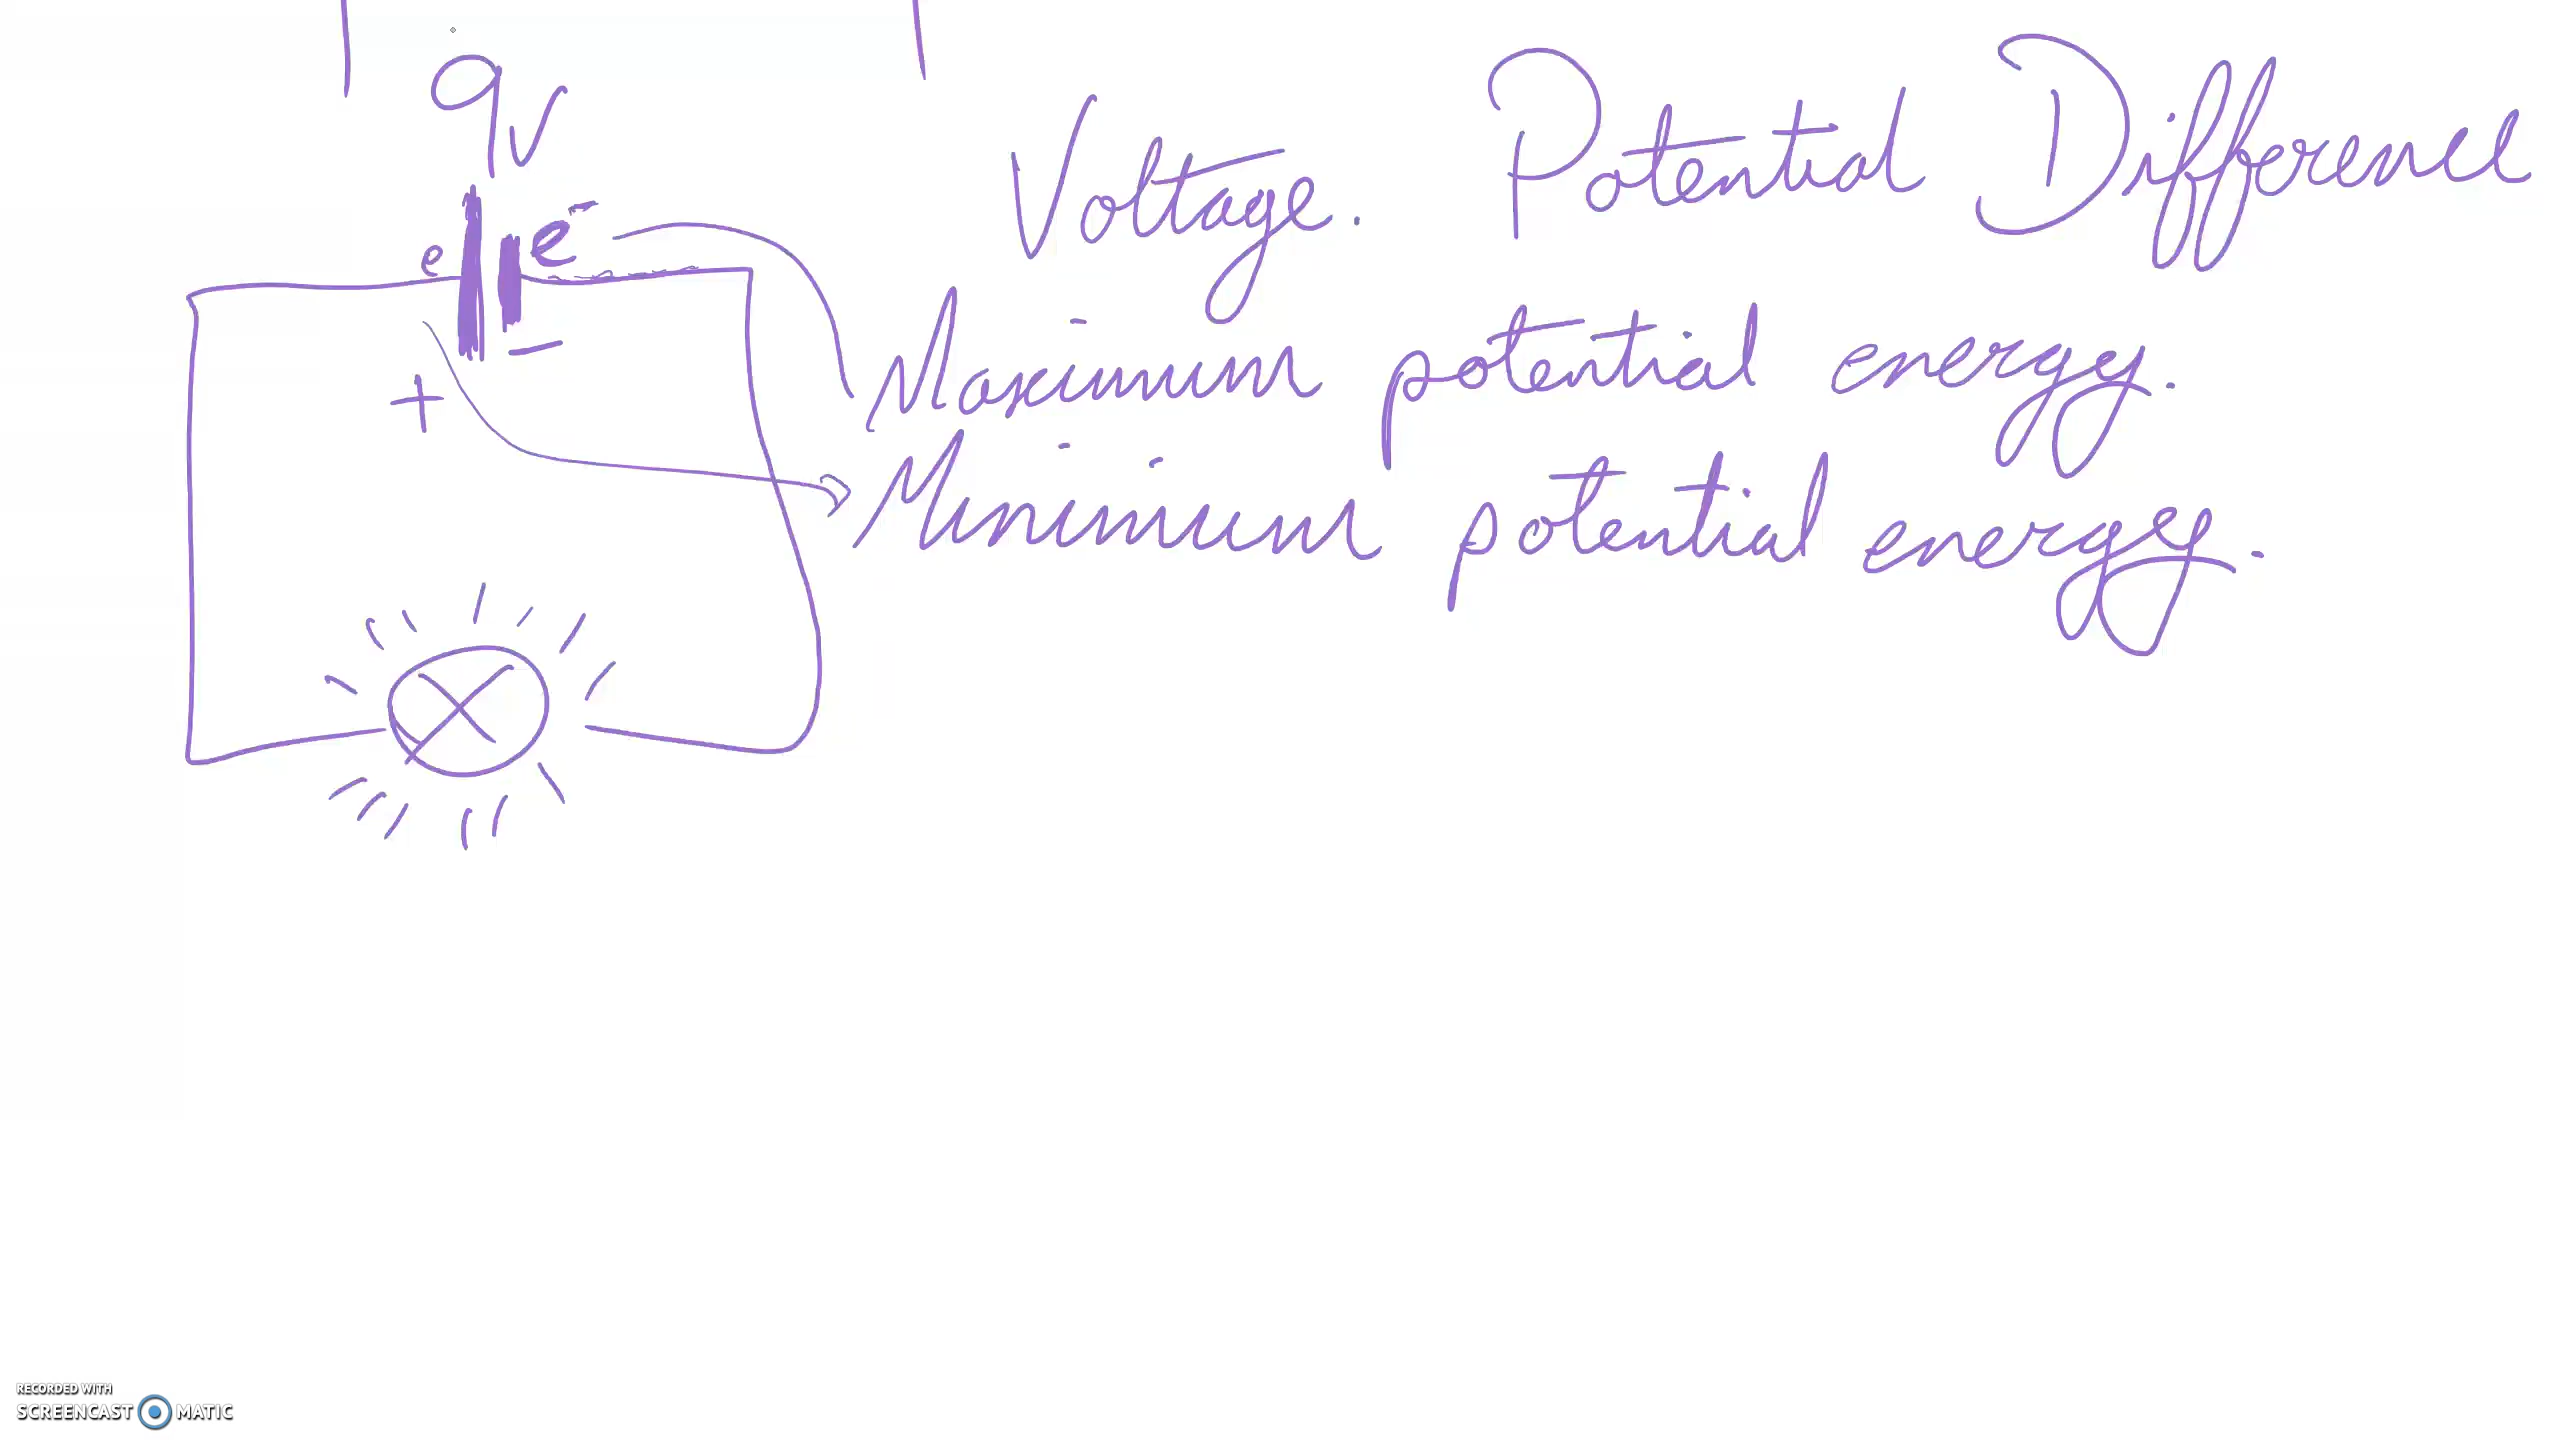 9V
Voltage. Potential Difference
e e-
Maximum potential energy.
+ -
Minimum potential energy.
RECORDED WITH
SCREENCAST MATIC